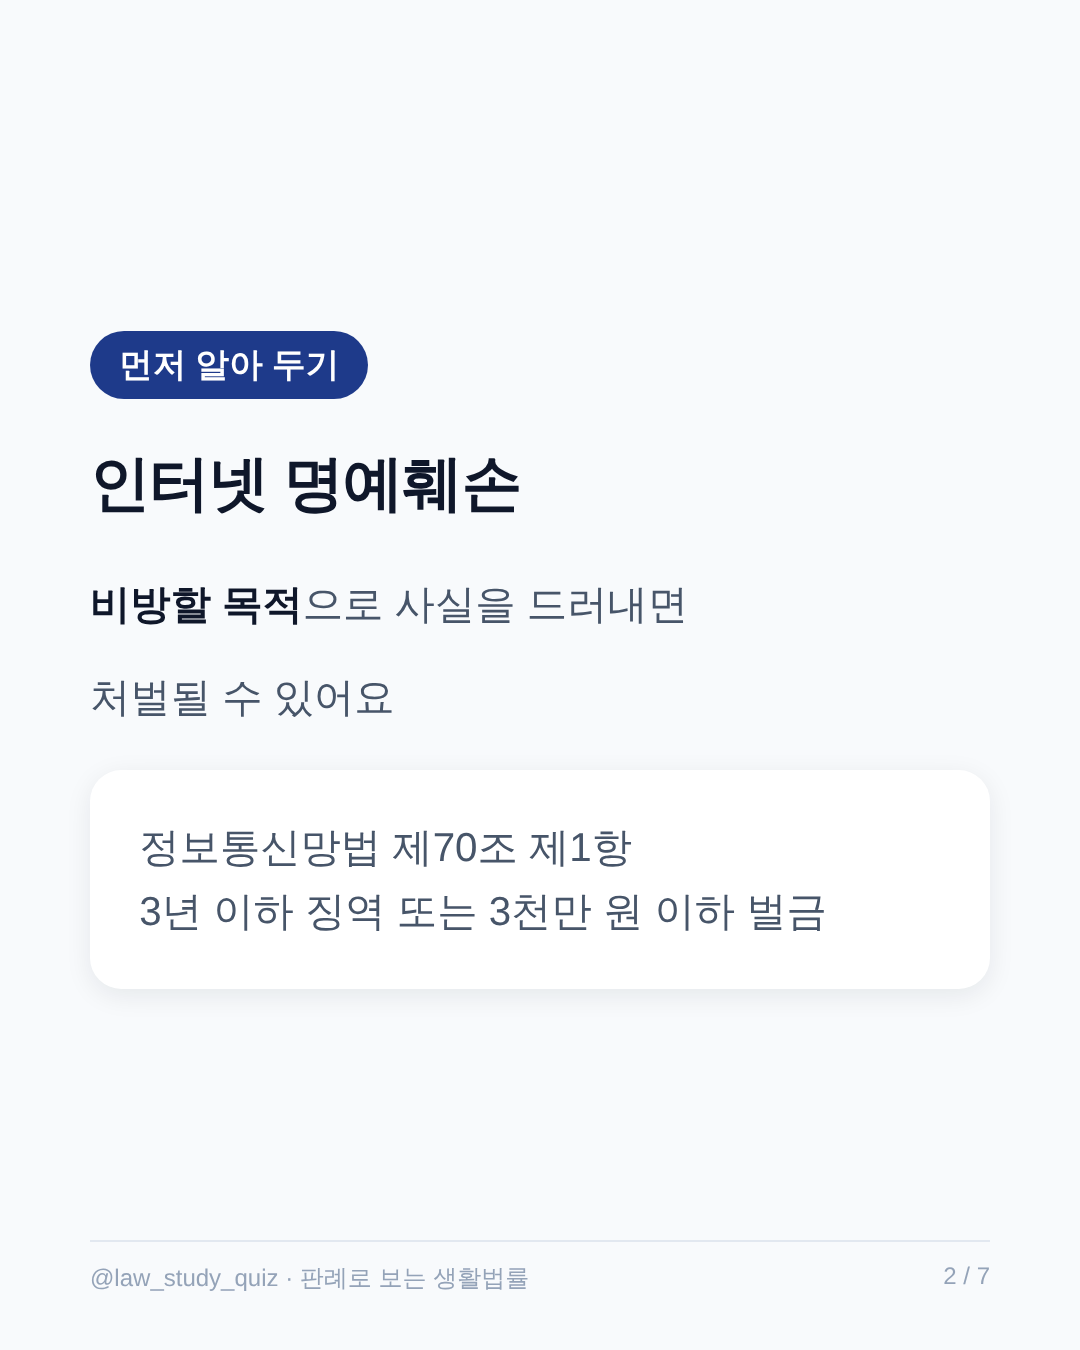 먼저 알아 두기
인터넷 명예훼손
비방할 목적으로 사실을 드러내면
처벌될 수 있어요
정보통신망법 제70조 제1항
3년 이하 징역 또는 3천만 원 이하 벌금
@law_study_quiz · 판례로 보는 생활법률
2 / 7